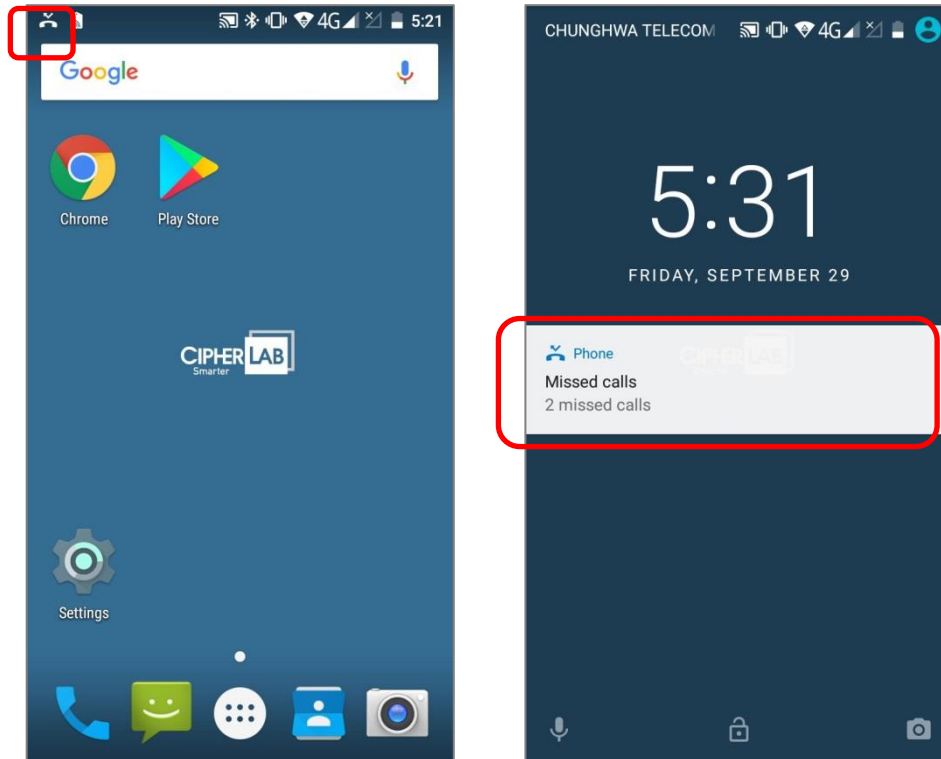 4G 5:21
Google
Chrome Play Store
CIPHERLAB
Smarter
Settings
CHUNGHWA TELECOM 4G
5:31
FRIDAY, SEPTEMBER 29
Phone
CIPHERLAB
Missed calls
2 missed calls